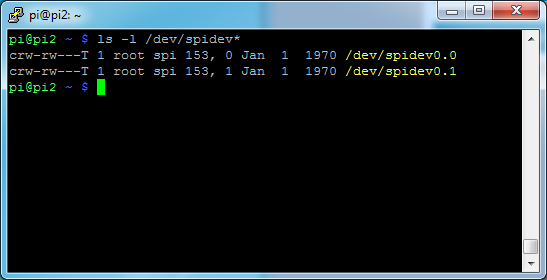 pi@pi2: ~
pi@pi2 ~ $ ls -l /dev/spidev*
crw-rw---T 1 root spi 153, 0 Jan  1  1970 /dev/spidev0.0
crw-rw---T 1 root spi 153, 1 Jan  1  1970 /dev/spidev0.1
pi@pi2 ~ $